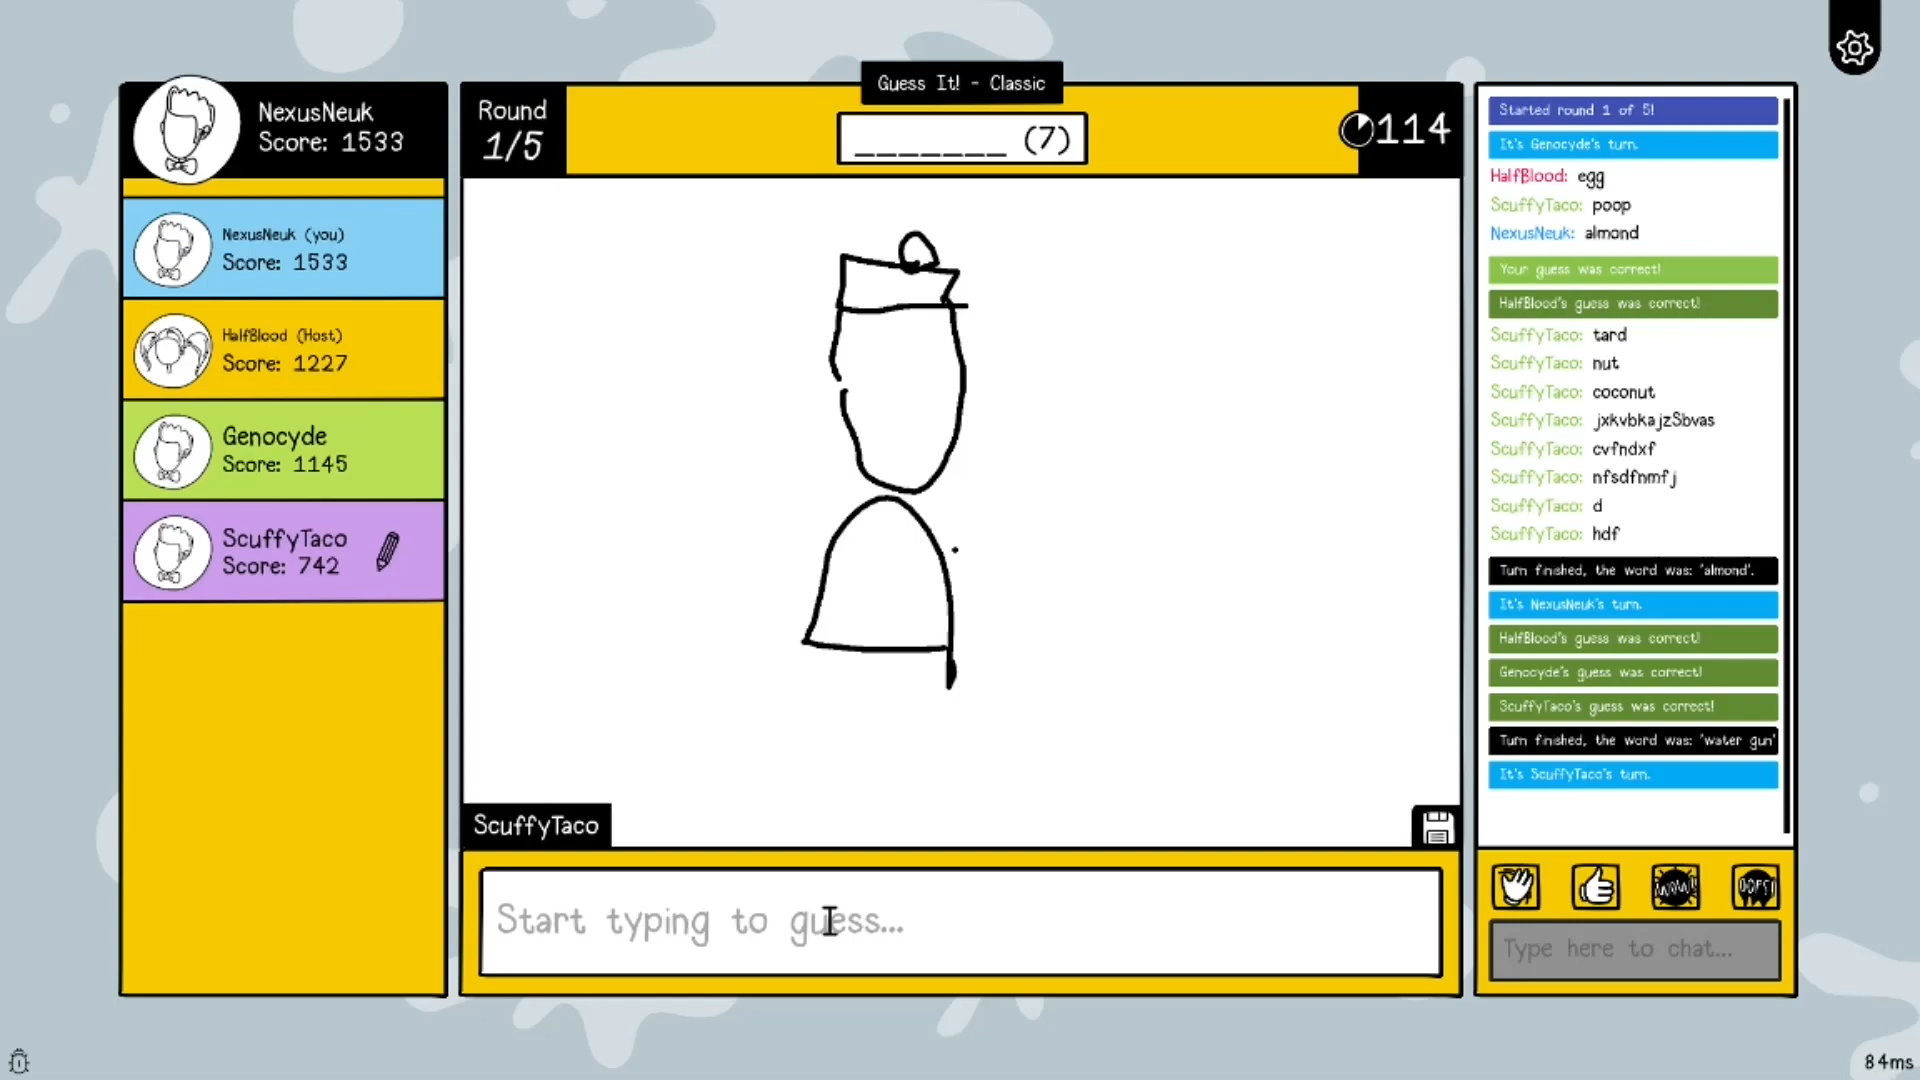 Guess It! - Classic
NexusNeuk
Score: 1533
Round
1/5
_______ (7)
114
NexusNeuk (you)
Score: 1533
HalfBlood (Host)
Score: 1227
Genocyde
Score: 1145
ScuffyTaco
Score: 742
ScuffyTaco
Start typing to guess...
Started round 1 of 5!
It's Genocyde's turn.
HalfBlood: egg
ScuffyTaco: poop
NexusNeuk: almond
Your guess was correct!
HalfBlood's guess was correct!
ScuffyTaco: tard
ScuffyTaco: nut
ScuffyTaco: coconut
ScuffyTaco: jxkvbkajzSbvas
ScuffyTaco: cvfndxf
ScuffyTaco: nfsdfnmfj
ScuffyTaco: d
ScuffyTaco: hdf
Turn finished, the word was: 'almond'.
It's NexusNeuk's turn.
HalfBlood's guess was correct!
Genocyde's guess was correct!
ScuffyTaco's guess was correct!
Turn finished, the word was: 'water gun'
It's ScuffyTaco's turn.
WOW!
OOPS!
Type here to chat...
84ms